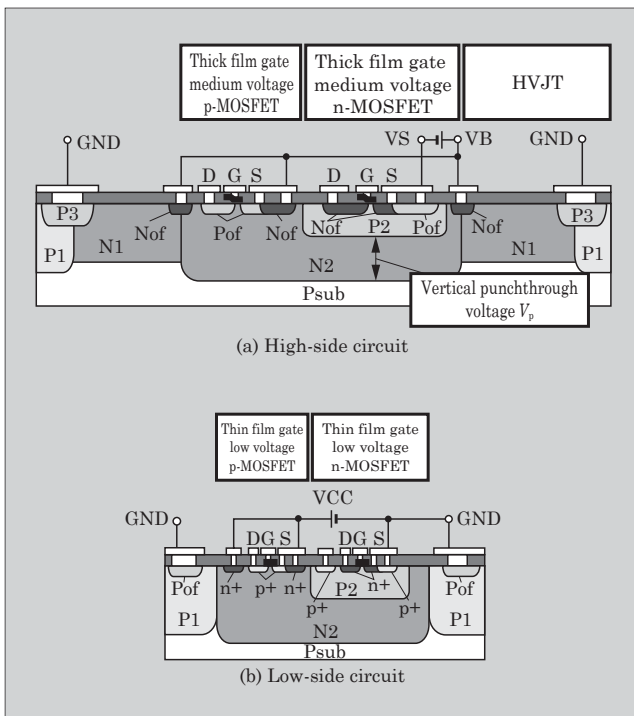 Thick film gate
medium voltage
p-MOSFET
Thick film gate
medium voltage
n-MOSFET
HVJT
GND
VS
VB
GND
D G S
D
G S
P3
Nof
Pof
Nof
Nof
P2
Pof
Nof
P3
P1
N1
N2
N1
P1
Psub
Vertical punchthrough
voltage Vp
(a) High-side circuit
Thin film gate
low voltage
p-MOSFET
Thin film gate
low voltage
n-MOSFET
VCC
GND
GND
DG S
DG S
Pof
n+
p+
n+
P2
n+
Pof
p+
p+
P1
N2
P1
Psub
(b) Low-side circuit